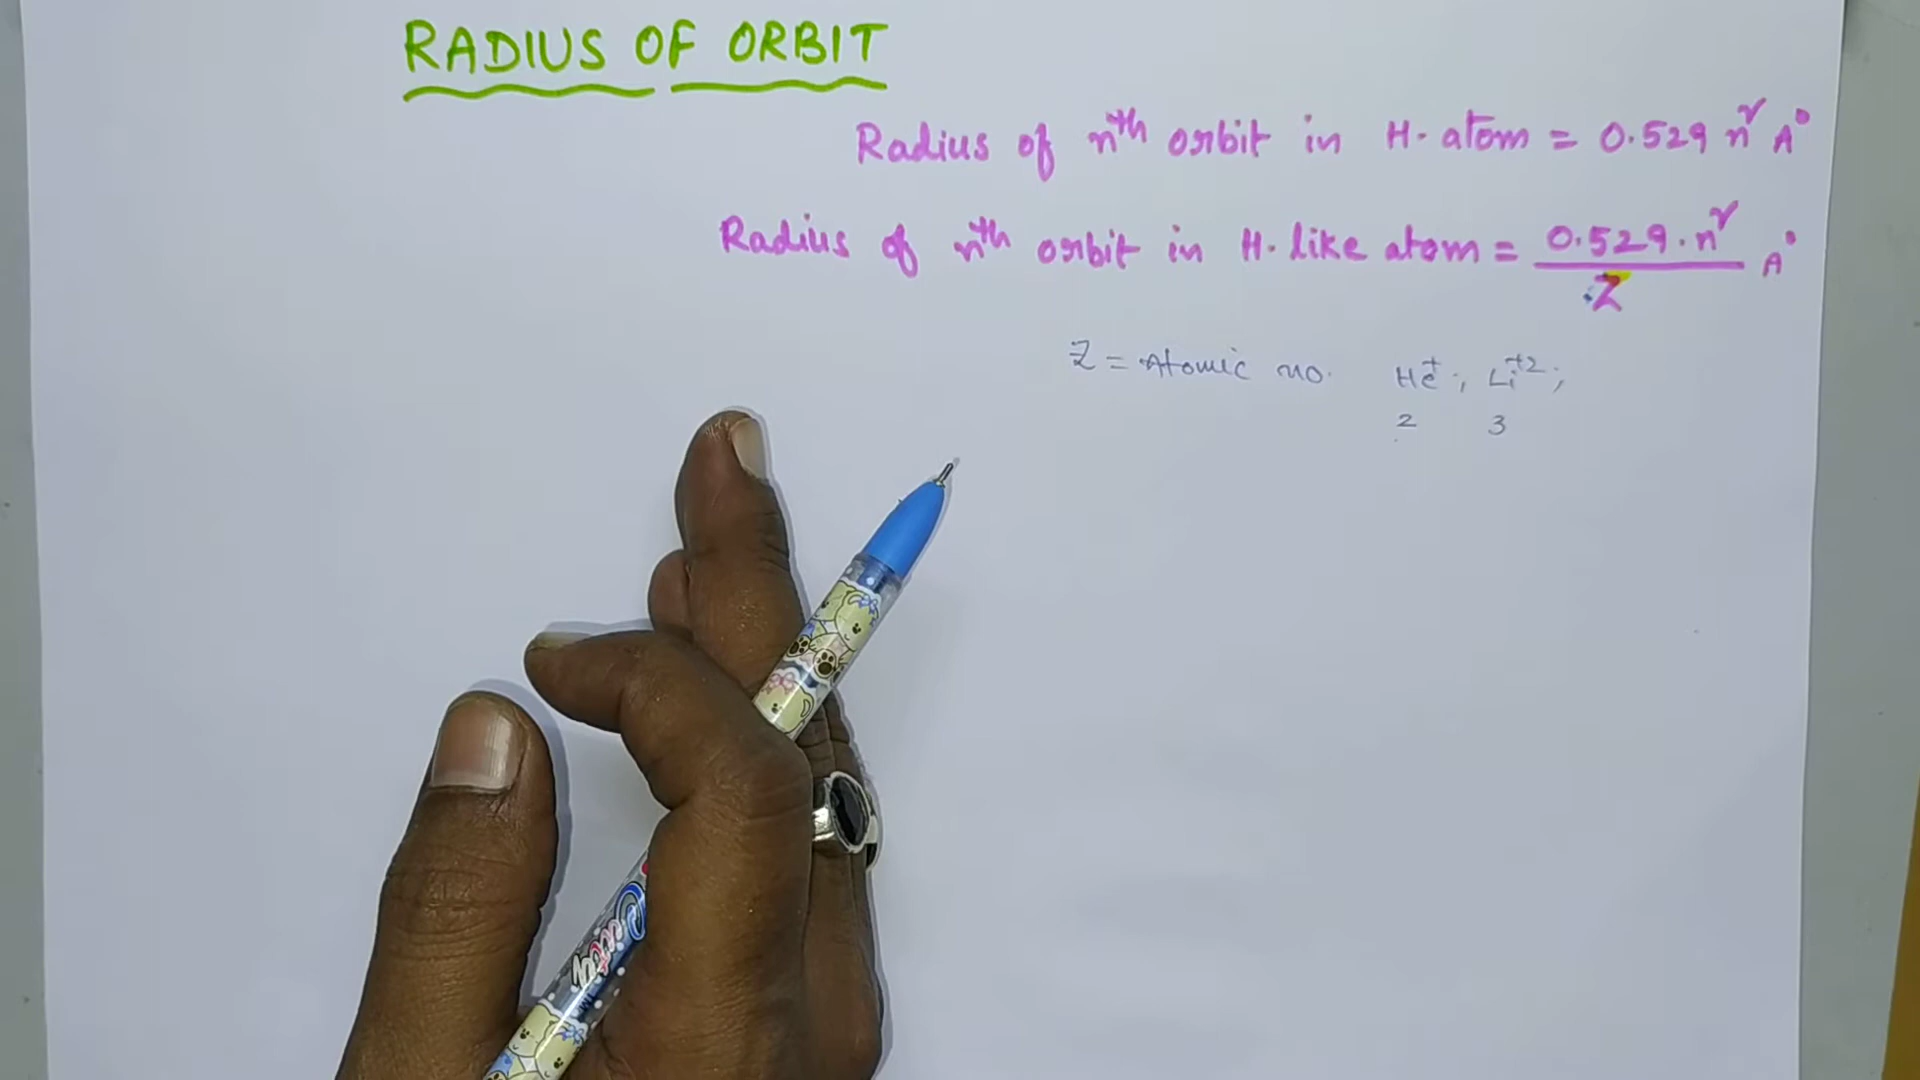 RADIUS OF ORBIT
Radius of nth orbit in H-atom = 0.529 n² A°
Radius of nth orbit in H-like atom = 0.529 . n² / Z A°
Z = Atomic no. He+; Li+2;
2 3